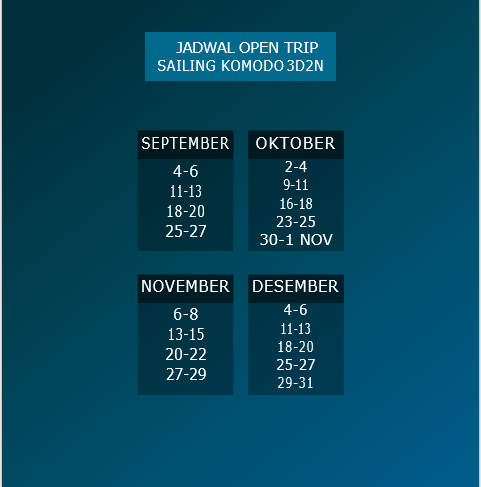 JADWAL OPEN TRIP
SAILING KOMODO 3D2N
SEPTEMBER
4-6
11-13
18-20
25-27
OKTOBER
2-4
9-11
16-18
23-25
30-1 NOV
NOVEMBER
6-8
13-15
20-22
27-29
DESEMBER
4-6
11-13
18-20
25-27
29-31